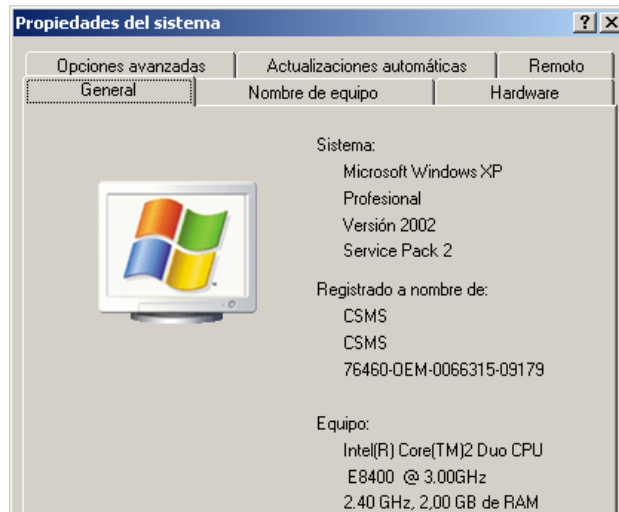 Propiedades del sistema
Opciones avanzadas
Actualizaciones automáticas
Remoto
General
Nombre de equipo
Hardware
Sistema:
Microsoft Windows XP
Profesional
Versión 2002
Service Pack 2
Registrado a nombre de:
CSMS
CSMS
76460-OEM-0066315-09179
Equipo:
Intel(R) Core(TM)2 Duo CPU
E8400 @ 3.00GHz
2.40 GHz, 2,00 GB de RAM